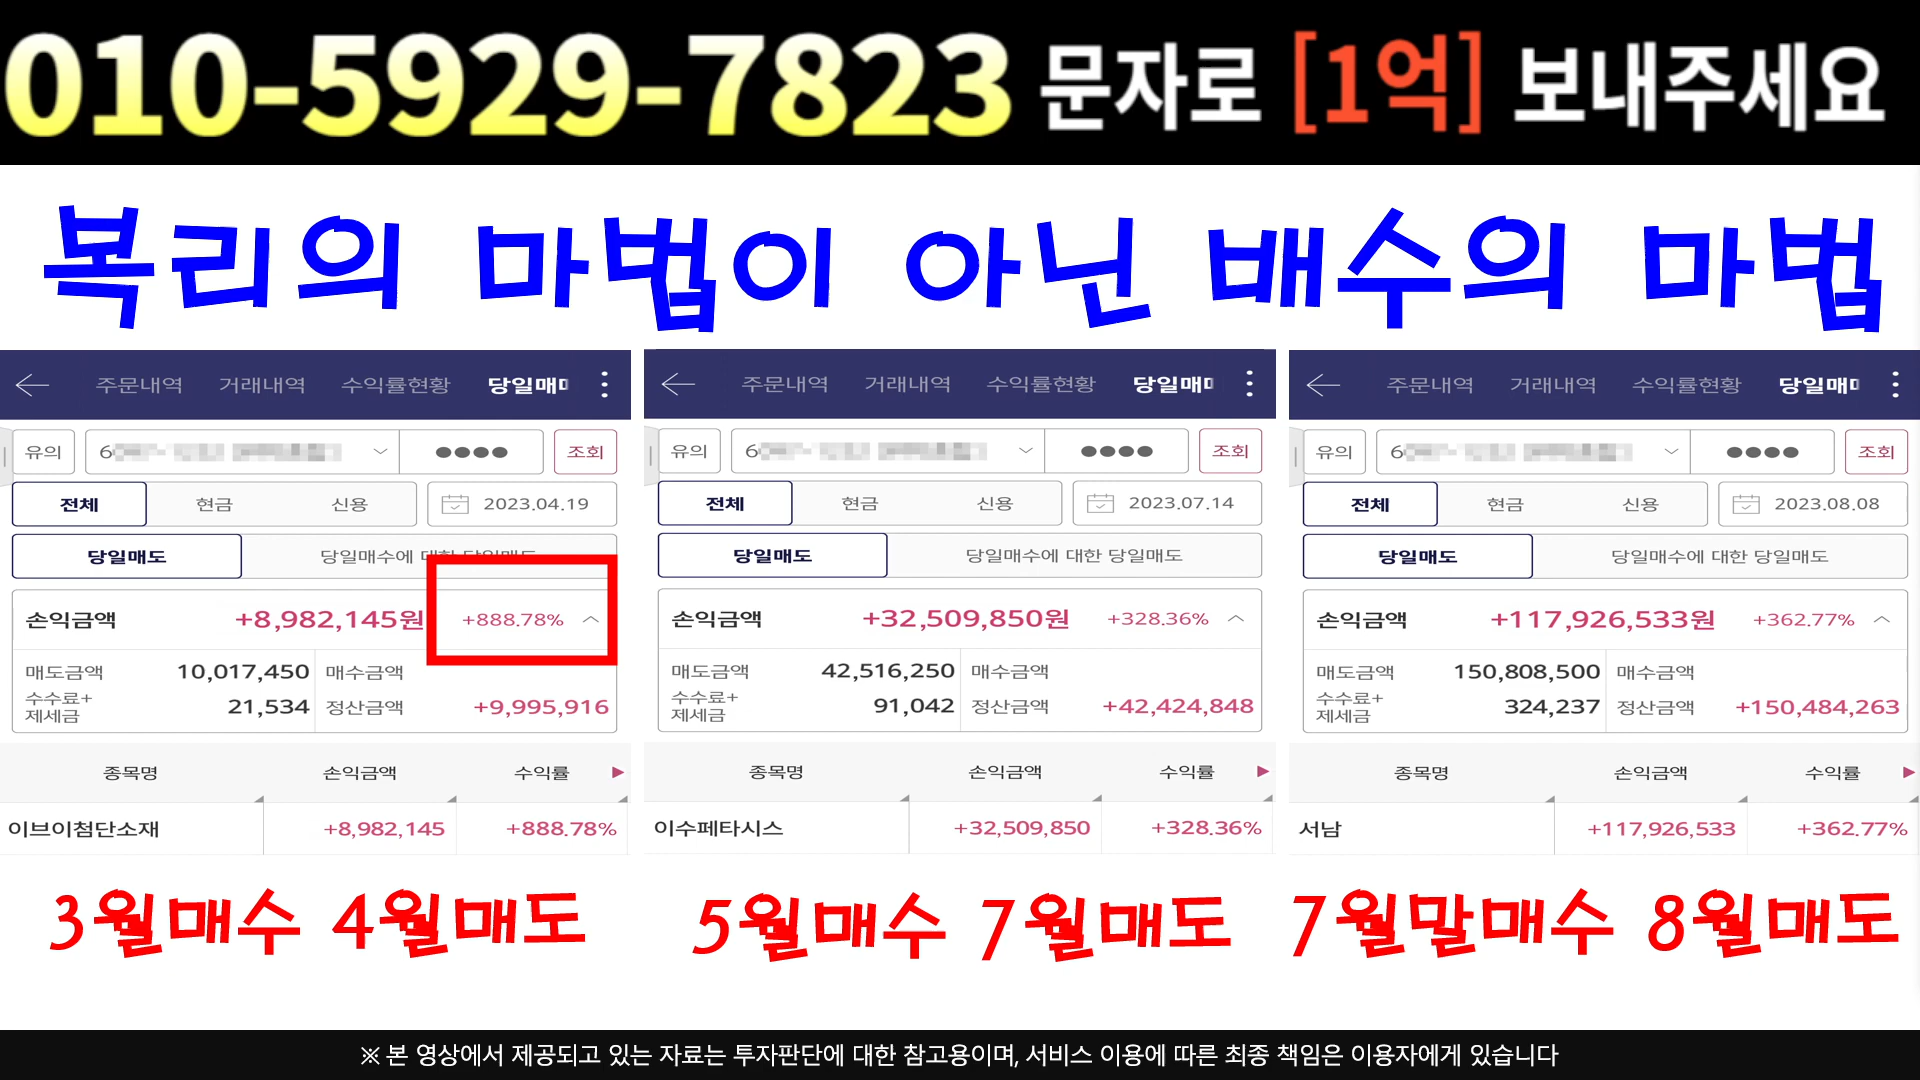 010-5929-7823 문자로 [1억] 보내주세요
복리의 마법이 아닌 배수의 마법
주문내역 거래내역 수익률현황 당일매매
유의 6 ●●●● 조회
전체 현금 신용 2023.04.19
당일매도 당일매수에 대한 당일매도
손익금액 +8,982,145원 +888.78%
매도금액 10,017,450 매수금액
수수료+
제세금 21,534 정산금액 +9,995,916
종목명 손익금액 수익률
이브이첨단소재 +8,982,145 +888.78%
3월매수 4월매도
주문내역 거래내역 수익률현황 당일매매
유의 6 ●●●● 조회
전체 현금 신용 2023.07.14
당일매도 당일매수에 대한 당일매도
손익금액 +32,509,850원 +328.36%
매도금액 42,516,250 매수금액
수수료+
제세금 91,042 정산금액 +42,424,848
종목명 손익금액 수익률
이수페타시스 +32,509,850 +328.36%
5월매수 7월매도
주문내역 거래내역 수익률현황 당일매매
유의 6 ●●●● 조회
전체 현금 신용 2023.08.08
당일매도 당일매수에 대한 당일매도
손익금액 +117,926,533원 +362.77%
매도금액 150,808,500 매수금액
수수료+
제세금 324,237 정산금액 +150,484,263
종목명 손익금액 수익률
서남 +117,926,533 +362.77%
7월말매수 8월매도
※ 본 영상에서 제공되고 있는 자료는 투자판단에 대한 참고용이며, 서비스 이용에 따른 최종 책임은 이용자에게 있습니다